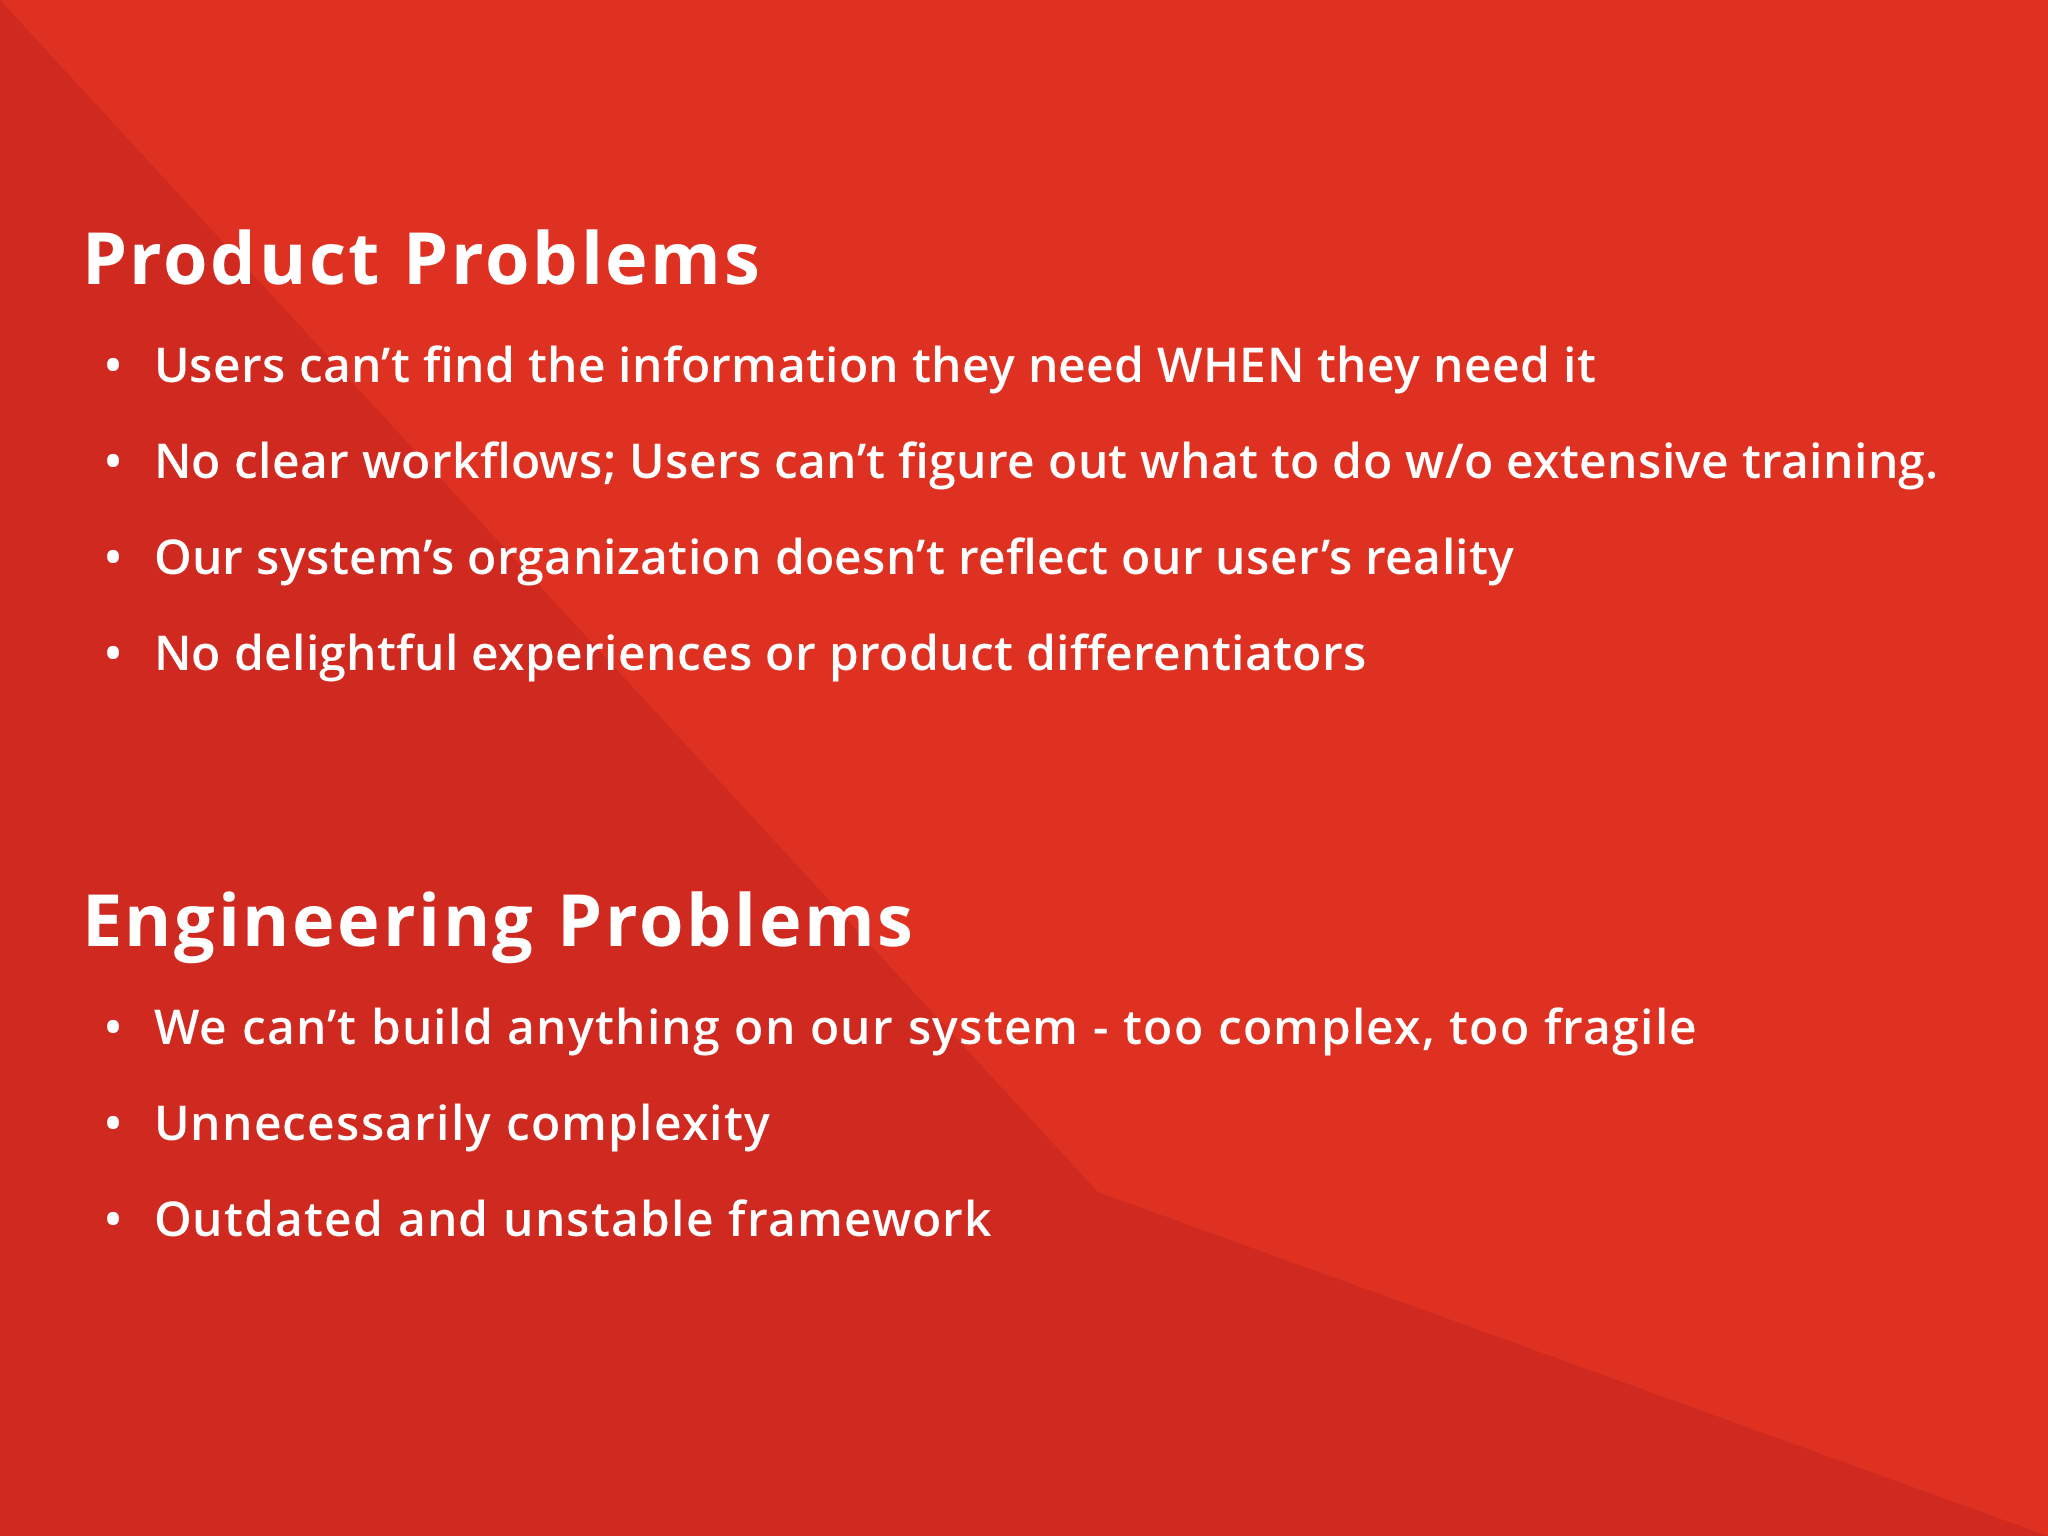 Product Problems
• Users can’t find the information they need WHEN they need it
• No clear workflows; Users can’t figure out what to do w/o extensive training.
• Our system’s organization doesn’t reflect our user’s reality
• No delightful experiences or product differentiators
Engineering Problems
• We can’t build anything on our system - too complex, too fragile
• Unnecessarily complexity
• Outdated and unstable framework